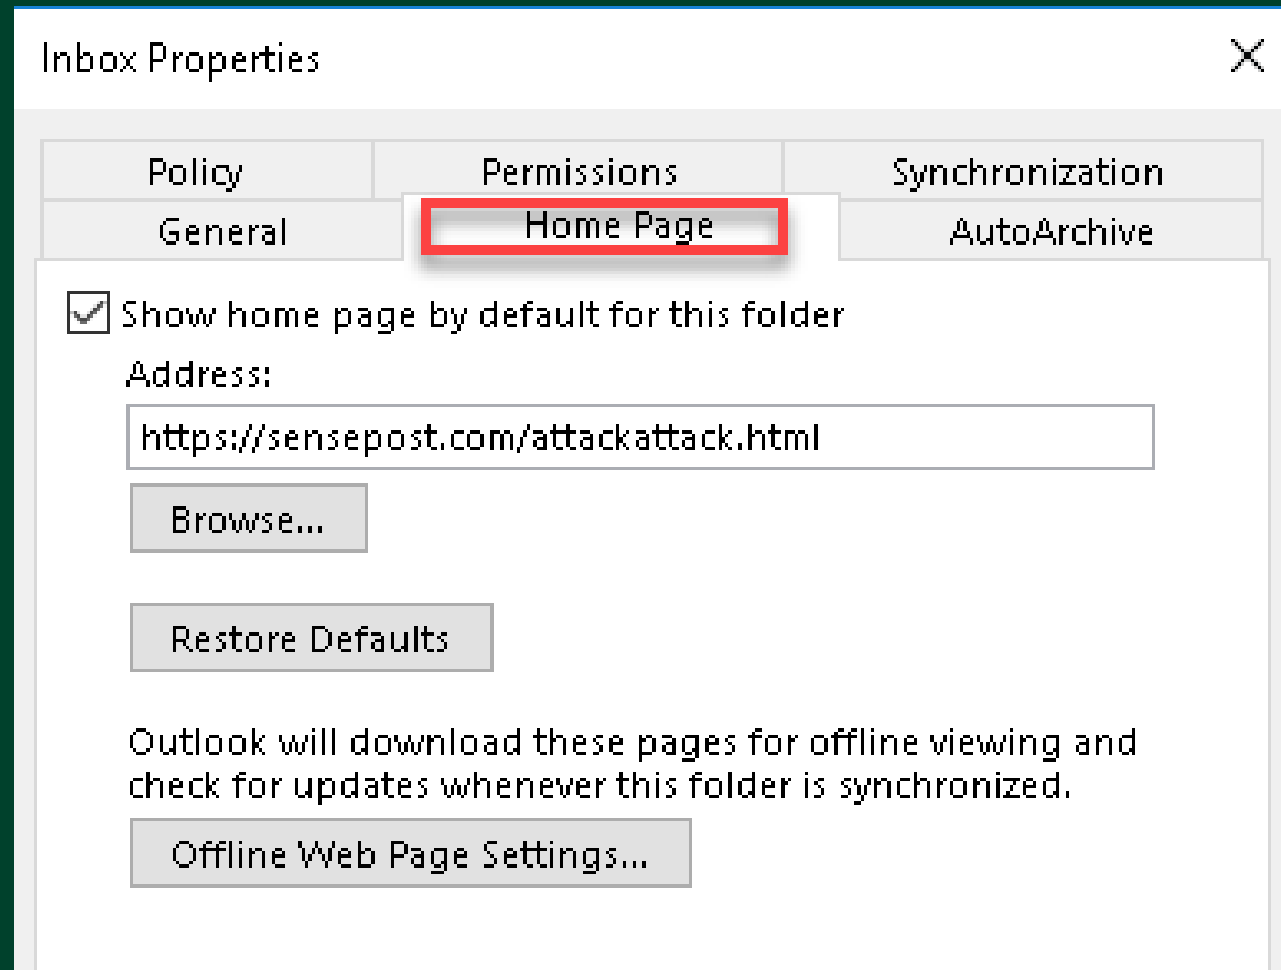 Inbox Properties
Policy Permissions Synchronization
General Home Page AutoArchive
Show home page by default for this folder
Address:
https://sensepost.com/attackattack.html
Browse...
Restore Defaults
Outlook will download these pages for offline viewing and
check for updates whenever this folder is synchronized.
Offline Web Page Settings...